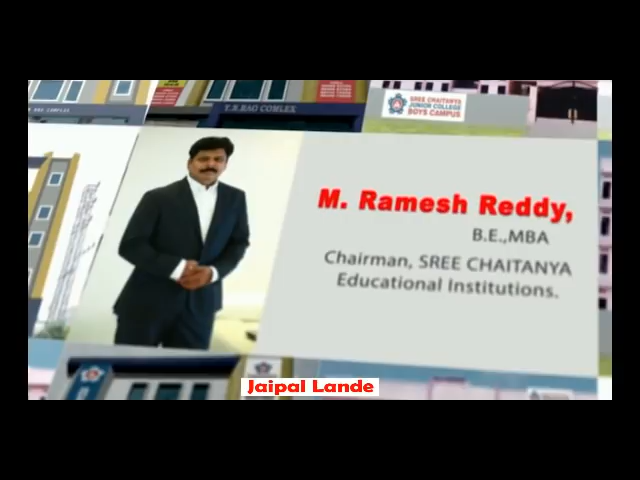 T.N.RAO COMLEX
SREE CHAITANYA
JUNIOR COLLEGE
BOYS CAMPUS
M. Ramesh Reddy,
B.E.,MBA
Chairman, SREE CHAITANYA
Educational Institutions.
Jaipal Lande